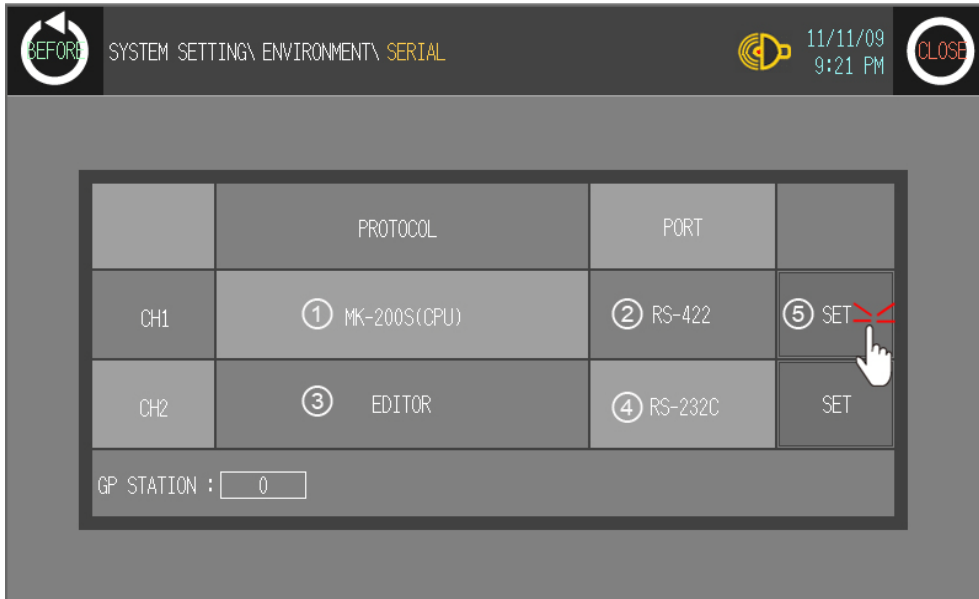 BEFORE
SYSTEM SETTING\ ENVIRONMENT\ SERIAL
11/11/09
9:21 PM
CLOSE
PROTOCOL PORT
CH1 ① MK-200S(CPU) ② RS-422 ⑤ SET
CH2 ③ EDITOR ④ RS-232C SET
GP STATION : 0